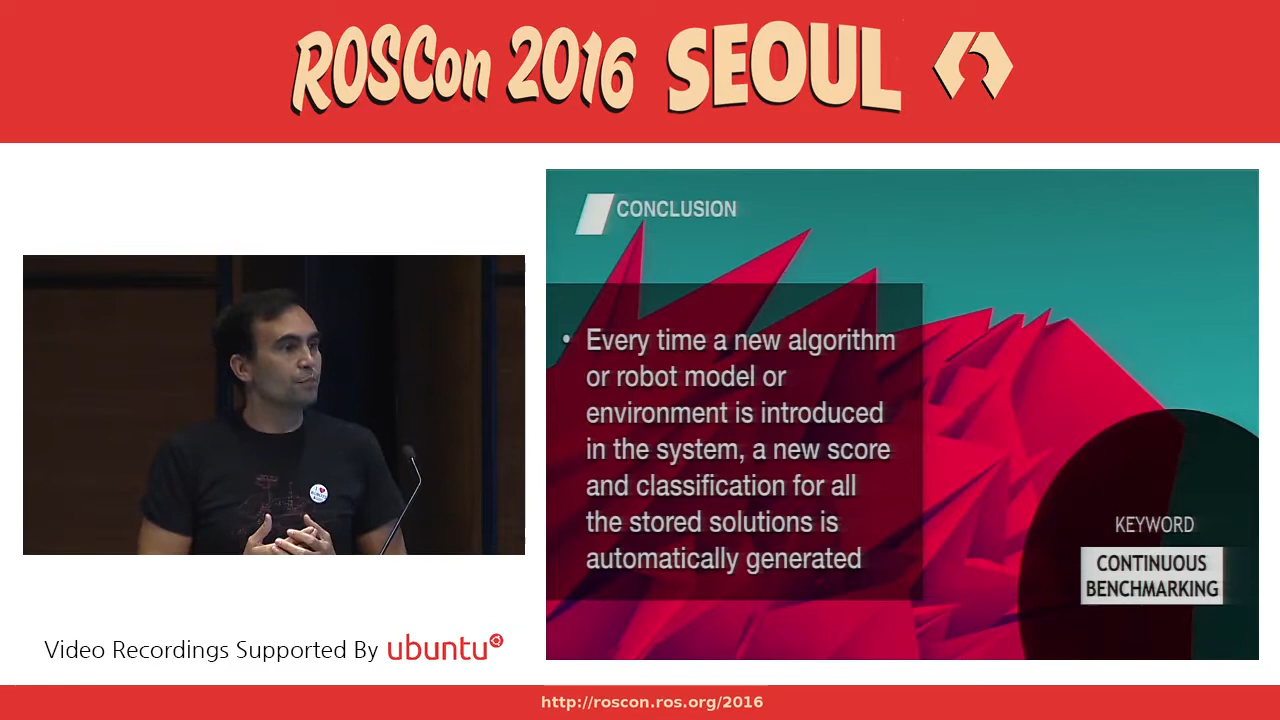 ROSCon 2016 SEOUL
CONCLUSION
• Every time a new algorithm
or robot model or
environment is introduced
in the system, a new score
and classification for all
the stored solutions is
automatically generated
KEYWORD
CONTINUOUS
BENCHMARKING
Video Recordings Supported By ubuntu
http://roscon.ros.org/2016